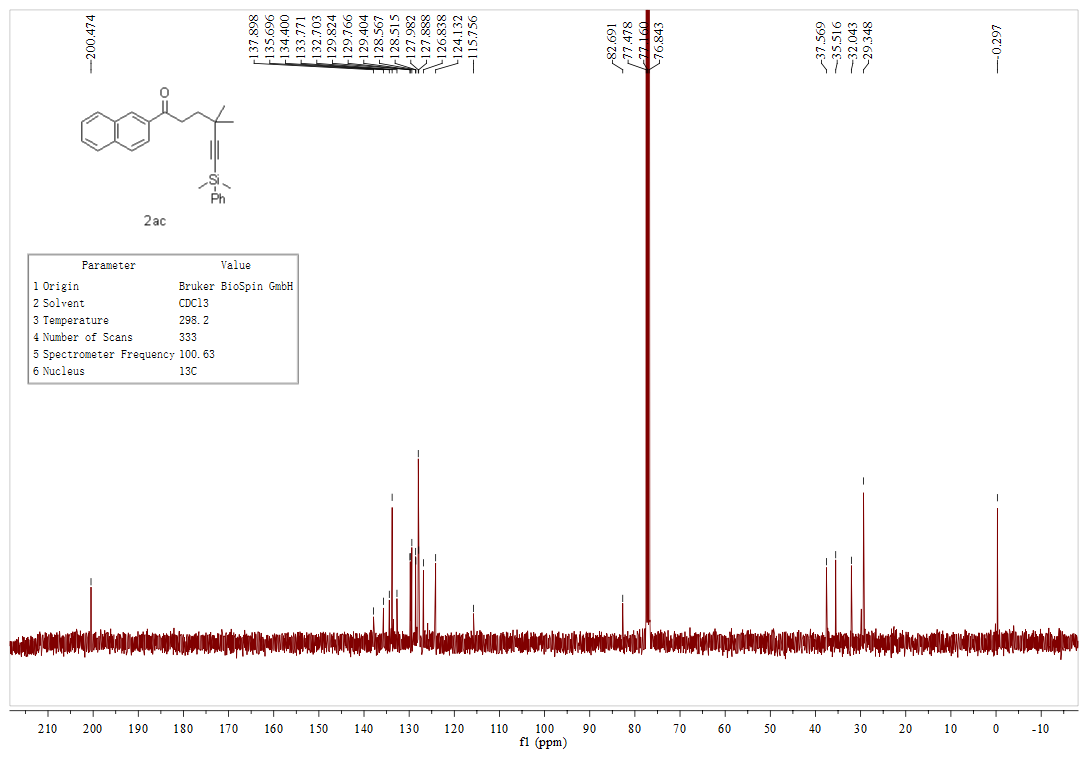 -200.474
137.898
135.696
134.400
133.771
132.703
129.824
129.766
129.404
128.567
128.515
127.982
127.888
126.838
124.132
115.756
82.691
77.478
77.160
76.843
37.569
35.516
32.043
29.348
-0.297
O
Si
Ph
2ac
Parameter Value
1 Origin Bruker BioSpin GmbH
2 Solvent CDCl3
3 Temperature 298.2
4 Number of Scans 333
5 Spectrometer Frequency 100.63
6 Nucleus 13C
210 200 190 180 170 160 150 140 130 120 110 100 90 80 70 60 50 40 30 20 10 0 -10
f1 (ppm)